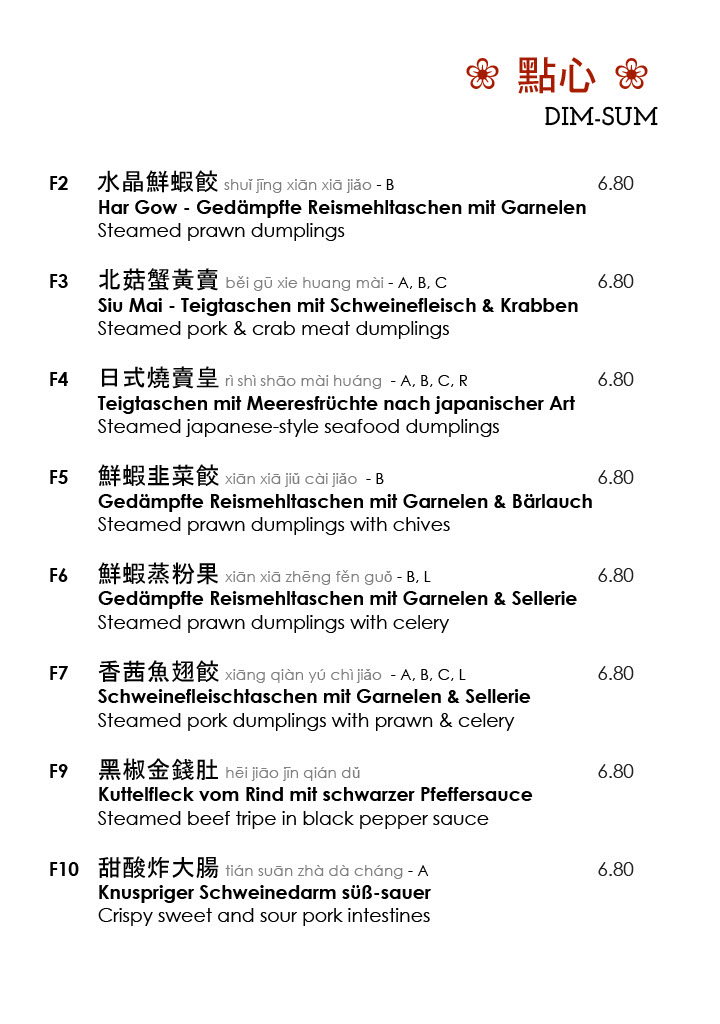 ❀ 點心 ❀
DIM-SUM
F2 水晶鮮蝦餃 shuǐ jīng xiān xiā jiǎo - B 6.80
Har Gow - Gedämpfte Reismehltaschen mit Garnelen
Steamed prawn dumplings
F3 北菇蟹黃賣 běi gū xie huang mài - A, B, C 6.80
Siu Mai - Teigtaschen mit Schweinefleisch & Krabben
Steamed pork & crab meat dumplings
F4 日式燒賣皇 rì shì shāo mài huáng - A, B, C, R 6.80
Teigtaschen mit Meeresfrüchte nach japanischer Art
Steamed japanese-style seafood dumplings
F5 鮮蝦韭菜餃 xiān xiā jiǔ cài jiǎo - B 6.80
Gedämpfte Reismehltaschen mit Garnelen & Bärlauch
Steamed prawn dumplings with chives
F6 鮮蝦蒸粉果 xiān xiā zhēng fěn guǒ - B, L 6.80
Gedämpfte Reismehltaschen mit Garnelen & Sellerie
Steamed prawn dumplings with celery
F7 香茜魚翅餃 xiāng qiàn yú chì jiǎo - A, B, C, L 6.80
Schweinefleischtaschen mit Garnelen & Sellerie
Steamed pork dumplings with prawn & celery
F9 黑椒金錢肚 hēi jiāo jīn qián dǔ 6.80
Kuttelfleck vom Rind mit schwarzer Pfeffersauce
Steamed beef tripe in black pepper sauce
F10 甜酸炸大腸 tián suān zhà dà cháng - A 6.80
Knuspriger Schweinedarm süß-sauer
Crispy sweet and sour pork intestines